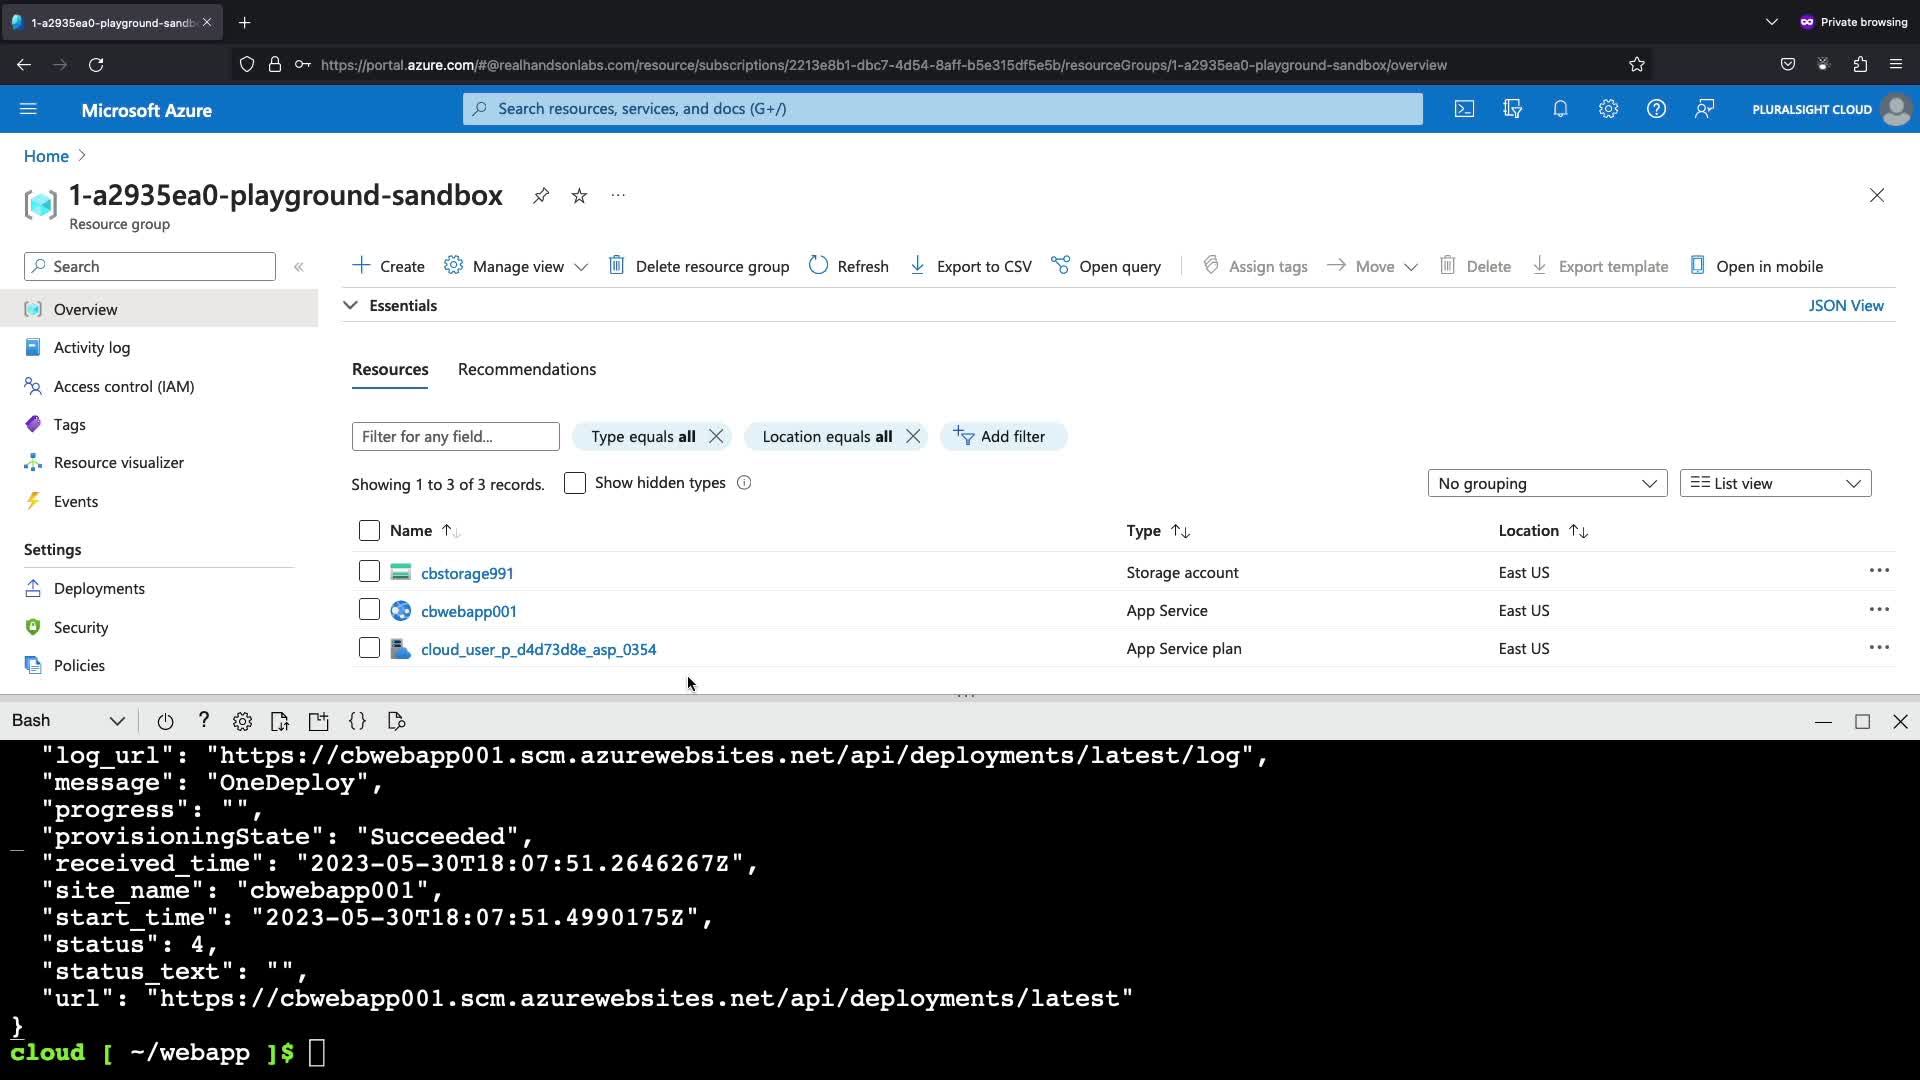 1-a2935ea0-playground-sandb
Private browsing
https://portal.azure.com/#@realhandsonlabs.com/resource/subscriptions/2213e8b1-dbc7-4d54-8aff-b5e315df5e5b/resourceGroups/1-a2935ea0-playground-sandbox/overview
Microsoft Azure
Search resources, services, and docs (G+/)
PLURALSIGHT CLOUD
Home
1-a2935ea0-playground-sandbox
Resource group
Search
Create
Manage view
Delete resource group
Refresh
Export to CSV
Open query
Assign tags
Move
Delete
Export template
Open in mobile
Overview
Activity log
Access control (IAM)
Tags
Resource visualizer
Events
Settings
Deployments
Security
Policies
Essentials
JSON View
Resources
Recommendations
Filter for any field...
Type equals all
Location equals all
Add filter
Showing 1 to 3 of 3 records.
Show hidden types
No grouping
List view
Name
Type
Location
cbstorage991
Storage account
East US
cbwebapp001
App Service
East US
cloud_user_p_d4d73d8e_asp_0354
App Service plan
East US
Bash
"log_url": "https://cbwebapp001.scm.azurewebsites.net/api/deployments/latest/log",
"message": "OneDeploy",
"progress": "",
"provisioningState": "Succeeded",
"received_time": "2023-05-30T18:07:51.2646267Z",
"site_name": "cbwebapp001",
"start_time": "2023-05-30T18:07:51.4990175Z",
"status": 4,
"status_text": "",
"url": "https://cbwebapp001.scm.azurewebsites.net/api/deployments/latest"
}
cloud [ ~/webapp ]$